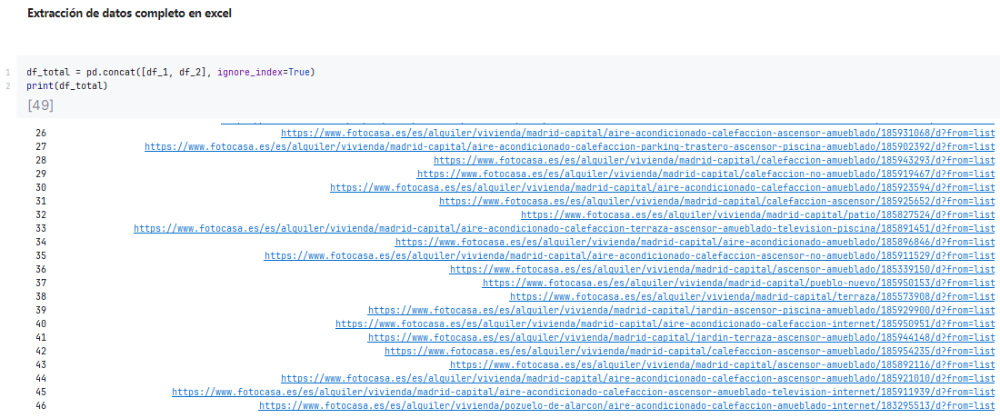 Extracción de datos completo en excel
1 df_total = pd.concat([df_1, df_2], ignore_index=True)
2 print(df_total)
[49]
26 https://www.fotocasa.es/es/alquiler/vivienda/madrid-capital/aire-acondicionado-calefaccion-ascensor-amueblado/185931068/d?from=list
27 https://www.fotocasa.es/es/alquiler/vivienda/madrid-capital/aire-acondicionado-calefaccion-parking-trastero-ascensor-piscina-amueblado/185902392/d?from=list
28 https://www.fotocasa.es/es/alquiler/vivienda/madrid-capital/calefaccion-amueblado/185943293/d?from=list
29 https://www.fotocasa.es/es/alquiler/vivienda/madrid-capital/calefaccion-no-amueblado/185919467/d?from=list
30 https://www.fotocasa.es/es/alquiler/vivienda/madrid-capital/aire-acondicionado-calefaccion-amueblado/185923594/d?from=list
31 https://www.fotocasa.es/es/alquiler/vivienda/madrid-capital/calefaccion-ascensor/185925652/d?from=list
32 https://www.fotocasa.es/es/alquiler/vivienda/madrid-capital/patio/185827524/d?from=list
33 https://www.fotocasa.es/es/alquiler/vivienda/madrid-capital/aire-acondicionado-calefaccion-terraza-ascensor-amueblado-television-piscina/185891451/d?from=list
34 https://www.fotocasa.es/es/alquiler/vivienda/madrid-capital/aire-acondicionado-amueblado/185896846/d?from=list
35 https://www.fotocasa.es/es/alquiler/vivienda/madrid-capital/aire-acondicionado-calefaccion-ascensor-no-amueblado/185911529/d?from=list
36 https://www.fotocasa.es/es/alquiler/vivienda/madrid-capital/ascensor-amueblado/185339150/d?from=list
37 https://www.fotocasa.es/es/alquiler/vivienda/madrid-capital/pueblo-nuevo/185950153/d?from=list
38 https://www.fotocasa.es/es/alquiler/vivienda/madrid-capital/terraza/185573908/d?from=list
39 https://www.fotocasa.es/es/alquiler/vivienda/madrid-capital/jardin-ascensor-piscina-amueblado/185929900/d?from=list
40 https://www.fotocasa.es/es/alquiler/vivienda/madrid-capital/aire-acondicionado-calefaccion-internet/185950951/d?from=list
41 https://www.fotocasa.es/es/alquiler/vivienda/madrid-capital/jardin-terraza-ascensor-amueblado/185944148/d?from=list
42 https://www.fotocasa.es/es/alquiler/vivienda/madrid-capital/calefaccion-ascensor-amueblado/185954235/d?from=list
43 https://www.fotocasa.es/es/alquiler/vivienda/madrid-capital/ascensor-amueblado/185892116/d?from=list
44 https://www.fotocasa.es/es/alquiler/vivienda/madrid-capital/aire-acondicionado-calefaccion-ascensor-amueblado/185921010/d?from=list
45 https://www.fotocasa.es/es/alquiler/vivienda/madrid-capital/aire-acondicionado-calefaccion-ascensor-amueblado-television-internet/185911939/d?from=list
46 https://www.fotocasa.es/es/alquiler/vivienda/pozuelo-de-alarcon/aire-acondicionado-calefaccion-amueblado-internet/183295513/d?from=list